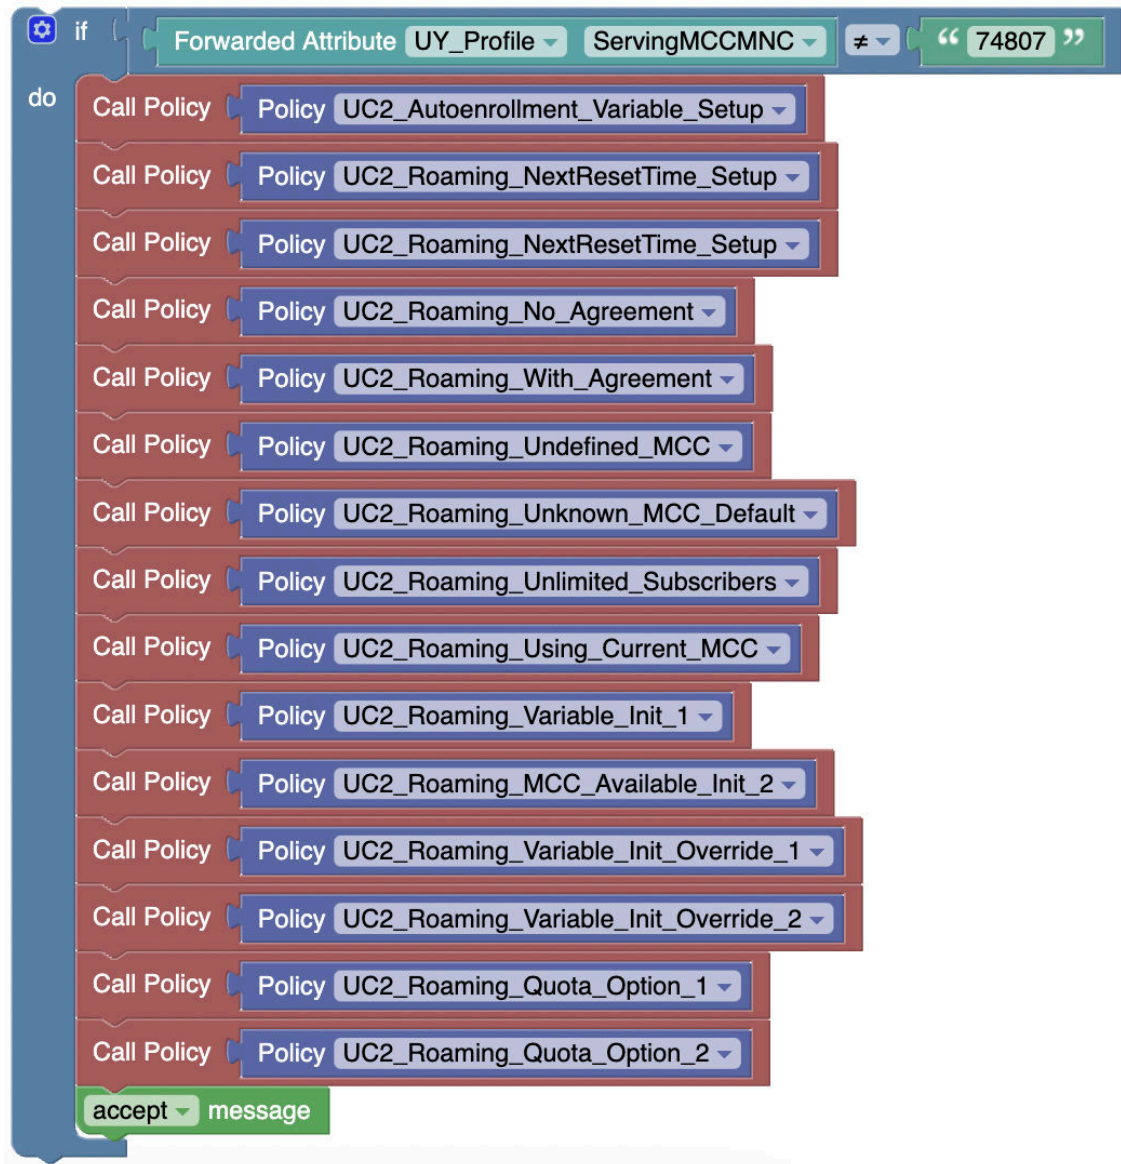 if Forwarded Attribute UY_Profile ServingMCCMNC ≠ “ 74807 ”
do Call Policy Policy UC2_Autoenrollment_Variable_Setup
Call Policy Policy UC2_Roaming_NextResetTime_Setup
Call Policy Policy UC2_Roaming_NextResetTime_Setup
Call Policy Policy UC2_Roaming_No_Agreement
Call Policy Policy UC2_Roaming_With_Agreement
Call Policy Policy UC2_Roaming_Undefined_MCC
Call Policy Policy UC2_Roaming_Unknown_MCC_Default
Call Policy Policy UC2_Roaming_Unlimited_Subscribers
Call Policy Policy UC2_Roaming_Using_Current_MCC
Call Policy Policy UC2_Roaming_Variable_Init_1
Call Policy Policy UC2_Roaming_MCC_Available_Init_2
Call Policy Policy UC2_Roaming_Variable_Init_Override_1
Call Policy Policy UC2_Roaming_Variable_Init_Override_2
Call Policy Policy UC2_Roaming_Quota_Option_1
Call Policy Policy UC2_Roaming_Quota_Option_2
accept message